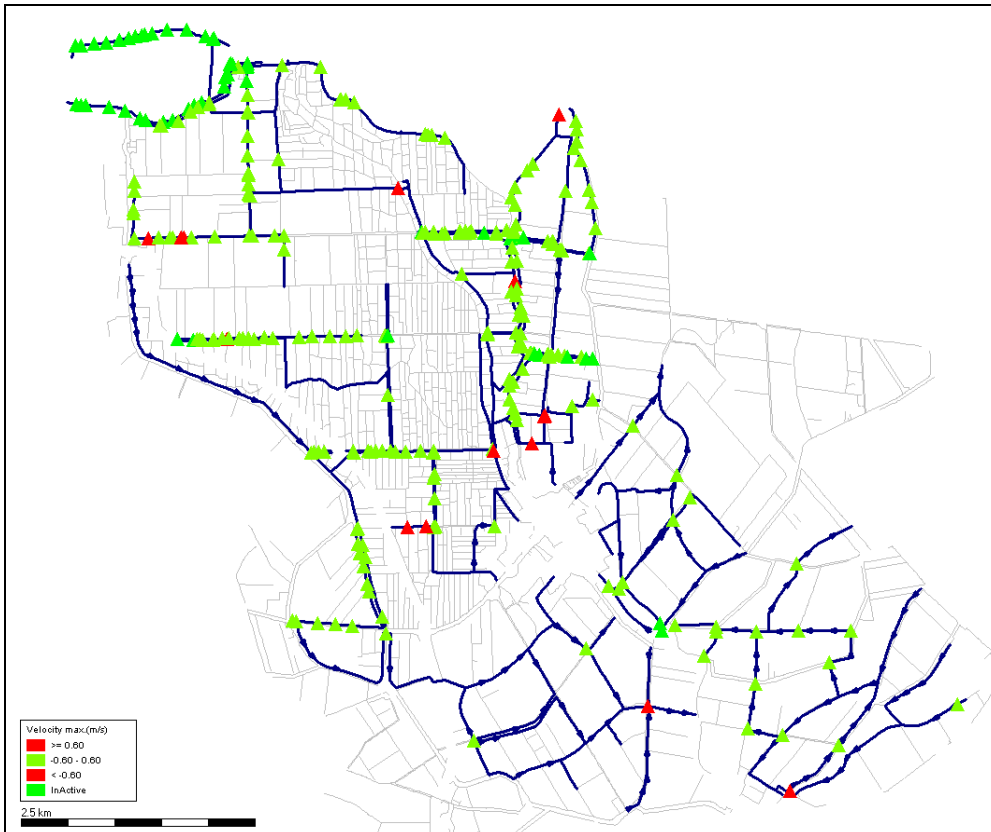 Velocity max.(m/s)
>= 0.60
-0.60 - 0.60
< -0.60
InActive
2.5 km